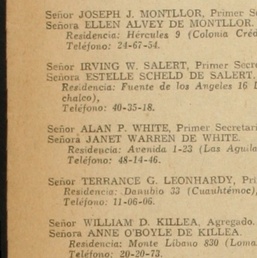 Señor JOSEPH J. MONTLLOR, Primer S
Señora ELLEN ALVEY DE MONTLLOR.
Residencia: Hércules 9 (Colonia Créd
Teléfono: 24-67-54.
Señor IRVING W. SALERT, Primer Secre
Señora ESTELLE SCHELD DE SALERT.
Residencia: Fuente de los Angeles 16
chalco),
Teléfono: 40-35-18.
Señor ALAN P. WHITE, Primer Secretari
Señora JANET WARREN DE WHITE.
Residencia: Avenida 1-23 (Las Aguila
Teléfono: 48-14-46.
Señor TERRANCE G. LEONHARDY, Pri
Residencia: Danubio 33 (Cuauhtémoc)
Teléfono: 11-06-06.
Señor WILLIAM D. KILLEA, Agregado.
Señora ANNE O'BOYLE DE KILLEA.
Residencia: Monte Líbano 830 (Loma
Teléfono: 20-20-73.